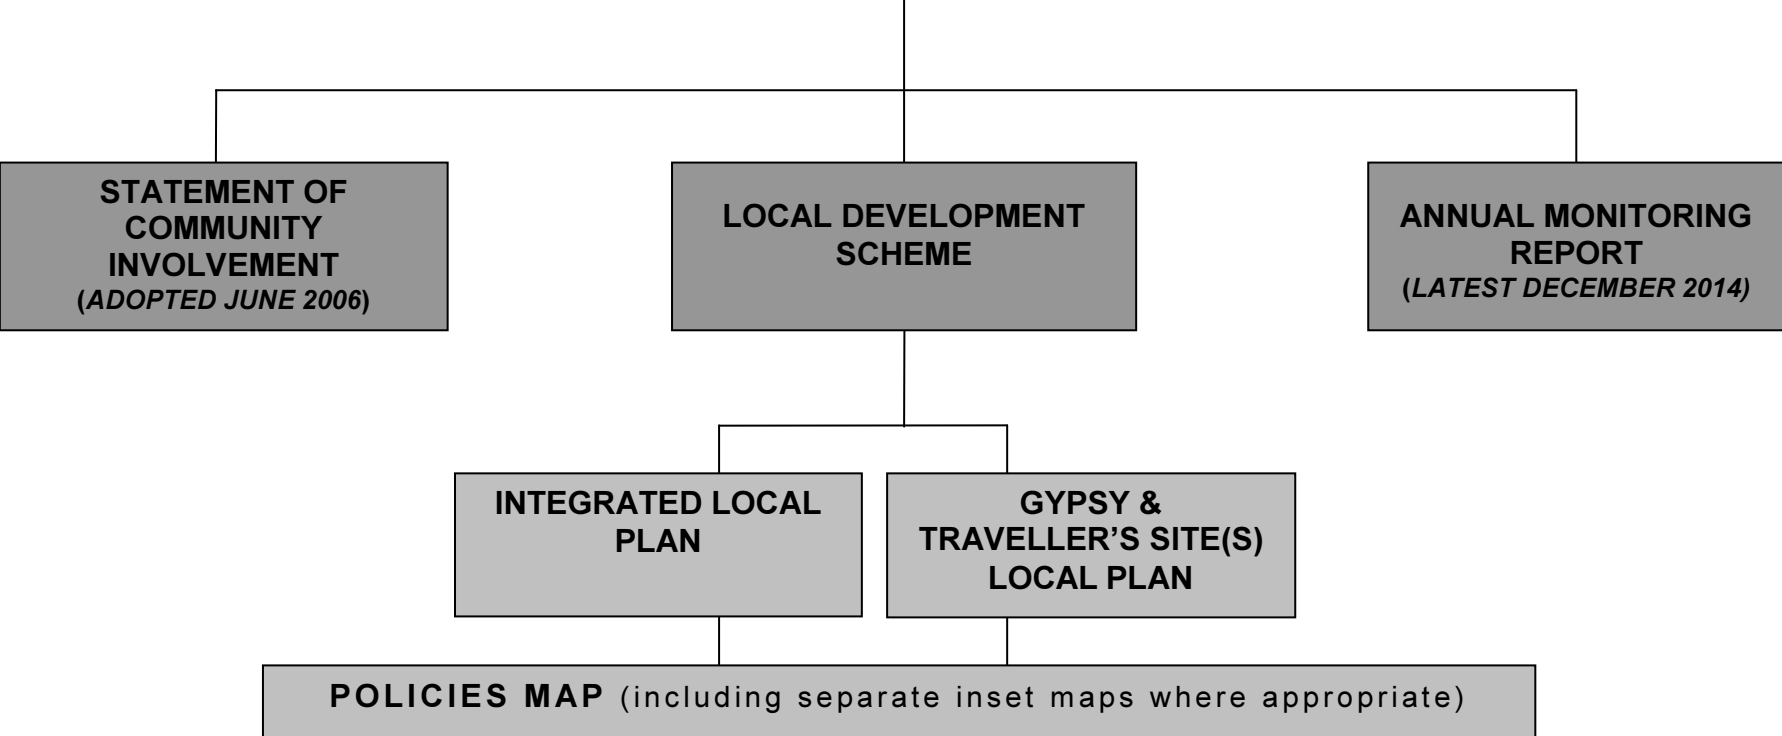 STATEMENT OF
COMMUNITY
INVOLVEMENT
(ADOPTED JUNE 2006)
LOCAL DEVELOPMENT
SCHEME
ANNUAL MONITORING
REPORT
(LATEST DECEMBER 2014)
INTEGRATED LOCAL
PLAN
GYPSY &
TRAVELLER’S SITE(S)
LOCAL PLAN
POLICIES MAP (including separate inset maps where appropriate)